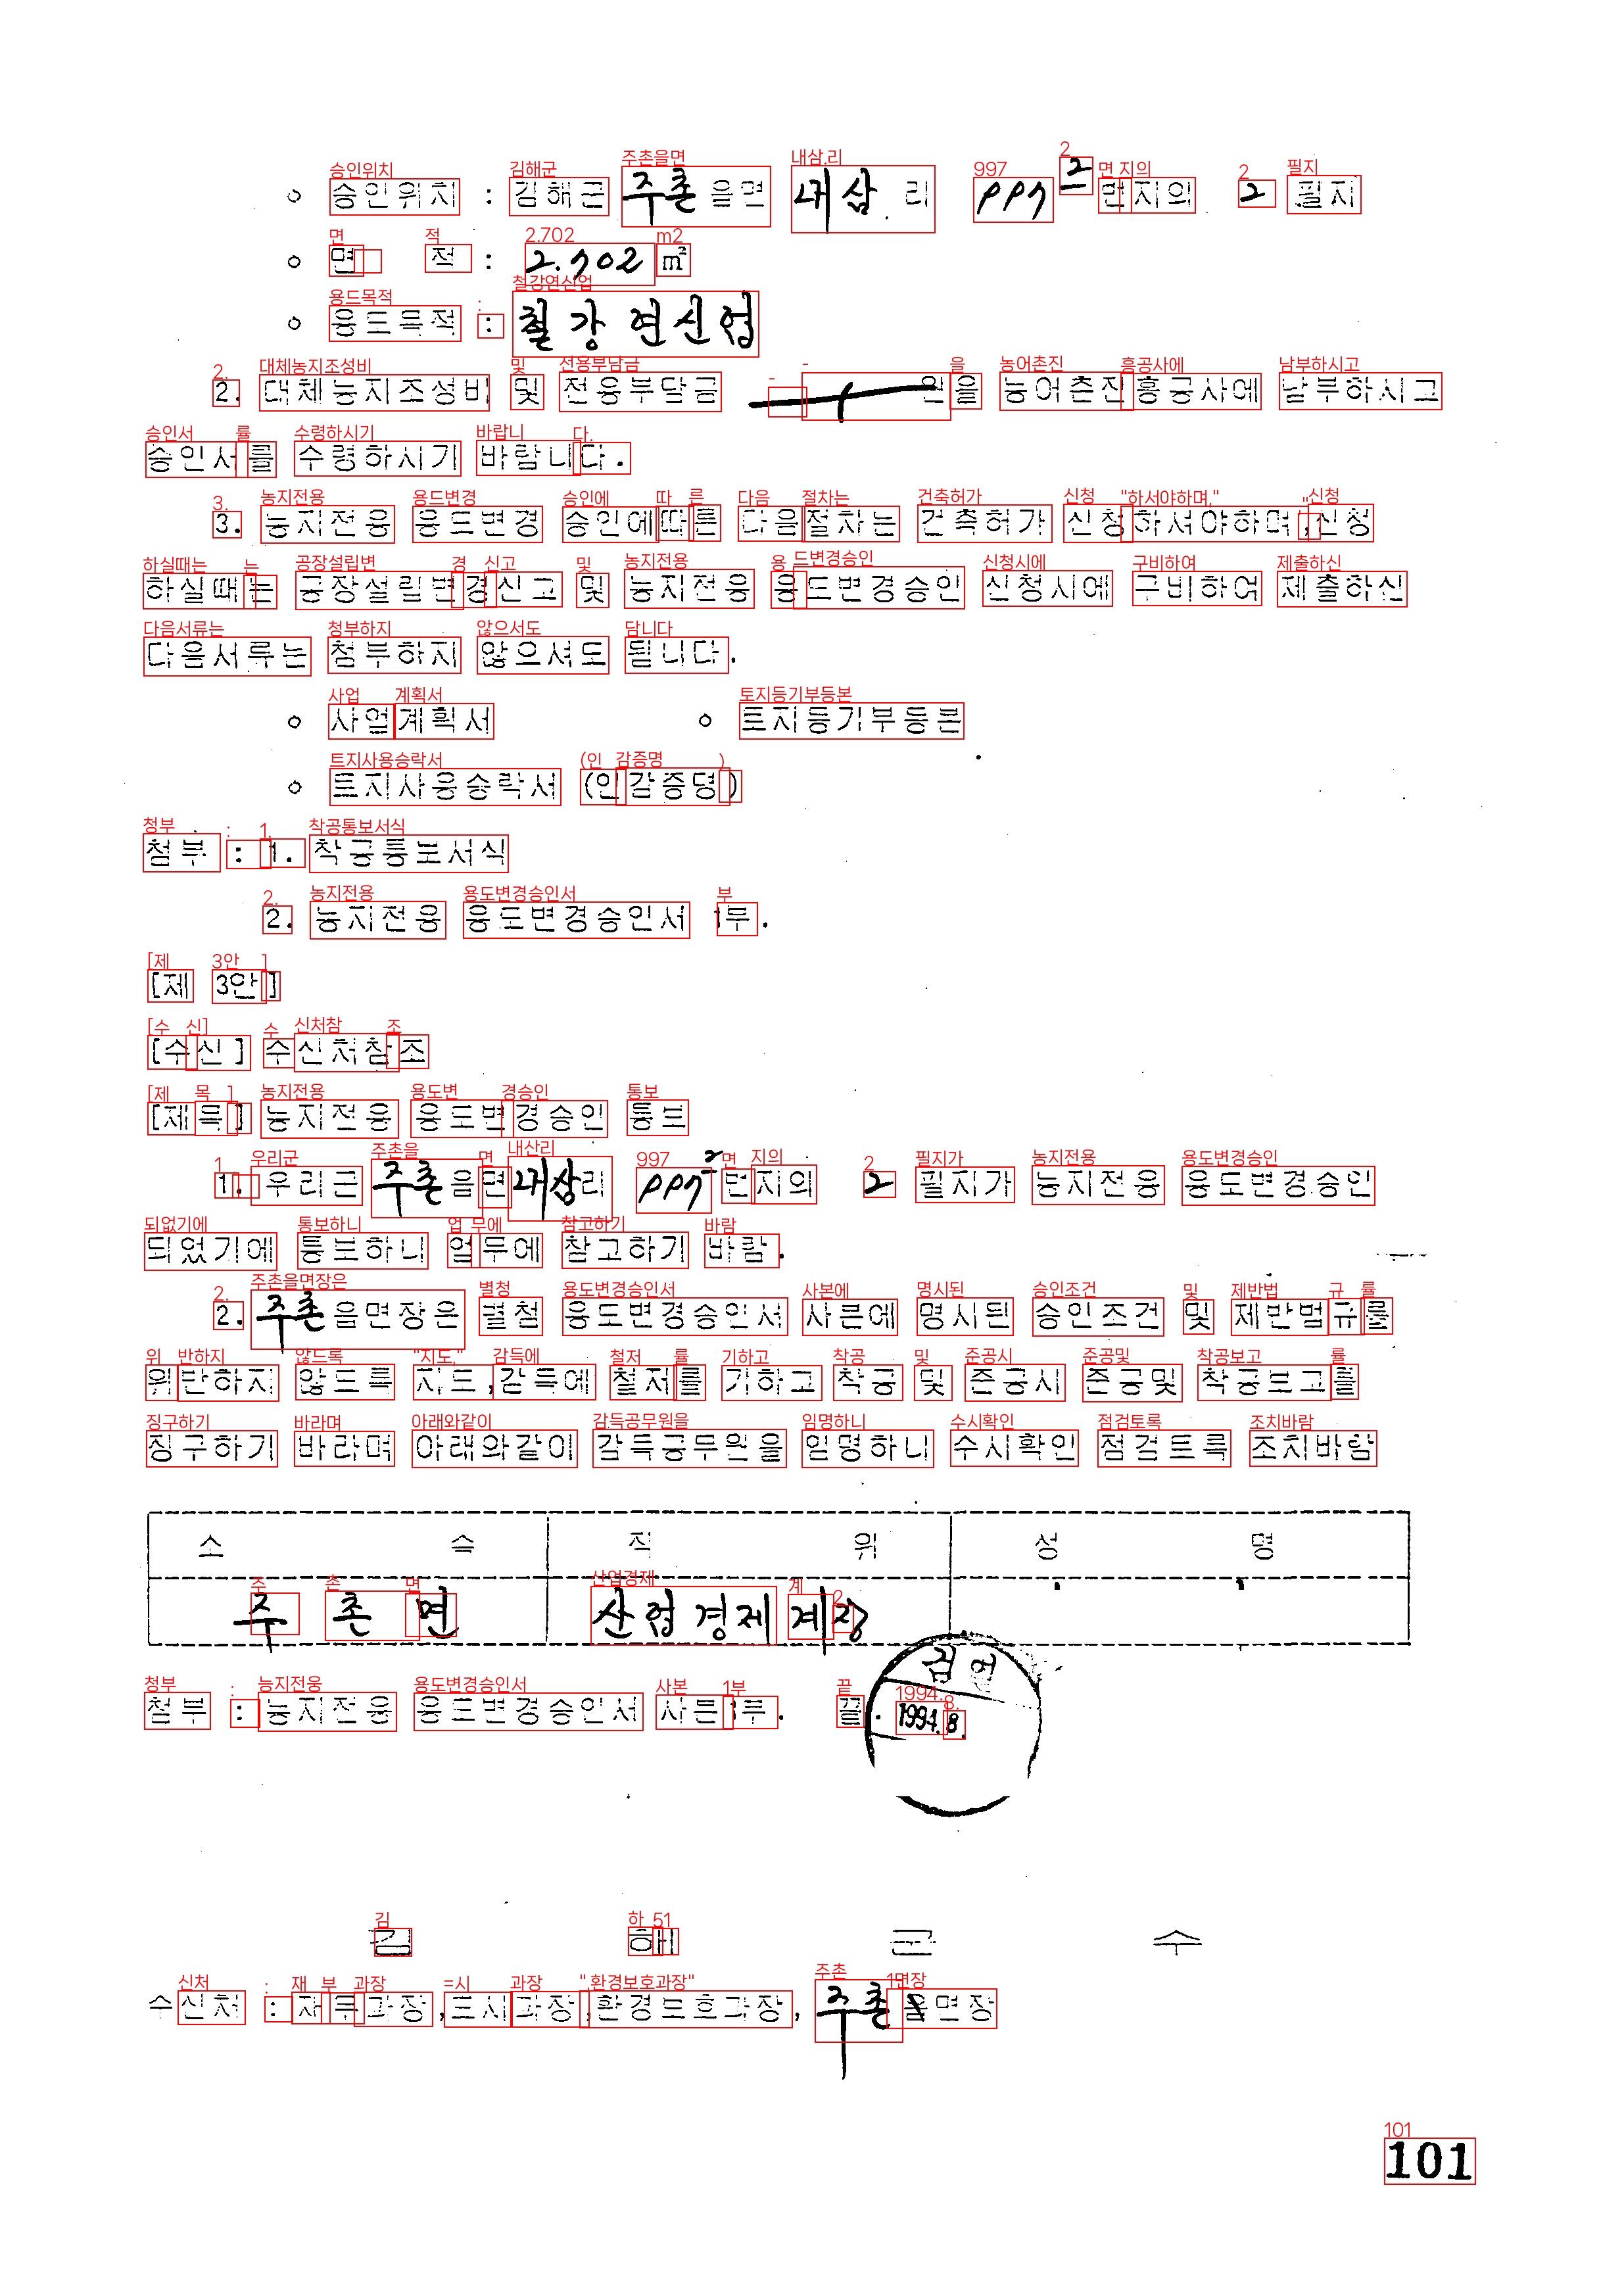 ○ 승인위치 : 김해군 주촌읍면 내삼리 997-2 번지의 2 필지
○ 면 적 : 2.702 m²
○ 용도목적 : 철강연신업
2. 대체농지조성비 및 전용부담금 원을 농어촌진흥공사에 납부하시고
승인서를 수령하시기 바랍니다.
3. 농지전용 용도변경 승인에따른 다음절차는 건축허가 신청하셔야하며,신청
하실때는 공장설립변경신고 및 농지전용 용도변경승인 신청시에 구비하여 제출하신
다음서류는 첨부하지 않으셔도 됩니다.
○ 사업계획서 ○ 토지등기부등본
○ 토지사용승락서 (인감증명)
첨부 : 1. 착공통보서식
2. 농지전용 용도변경승인서 1부.
[제 3안]
[수신] 수신처참조
[제목] 농지전용 용도변경승인 통보
1. 우리군 주촌읍면 내삼리 997-2 번지의 2 필지가 농지전용 용도변경승인
되었기에 통보하니 업무에 참고하기 바람.
2. 주촌읍면장은 별첨 용도변경승인서 사본에 명시된 승인조건 및 제반법규를
위반하지 않도록 지도,감독에 철저를 기하고 착공 및 준공시 준공및 착공보고를
징구하기 바라며 아래와같이 감독공무원을 임명하니 수시확인 점검토록 조치바람
소 속 직 위 성 명
주 촌 면 산업경제계장
첨부 : 농지전용 용도변경승인서 사본1부. 끝.
검열
1994. 8.
김 해 군 수
수신처 : 재무과장,도시과장,환경보호과장, 주촌읍면장
101